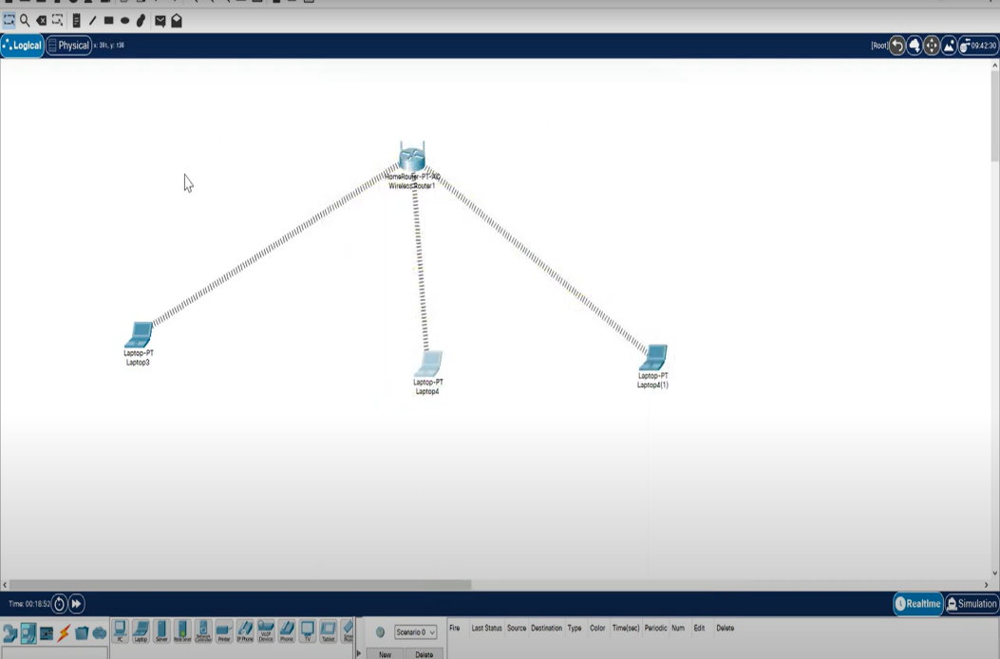 Logical Physical x: 391, y: 136 [Root] 09:42:30
HomeRouter-PT-AC
Wireless Router1
Laptop-PT
Laptop3
Laptop-PT
Laptop4
Laptop-PT
Laptop4(1)
Time: 00:18:52 Realtime Simulation
PC Laptop Server Printer IP Phone VoIP Device Phone TV Tablet
Scenario 0 Fire Last Status Source Destination Type Color Time(sec) Periodic Num Edit Delete
New Delete